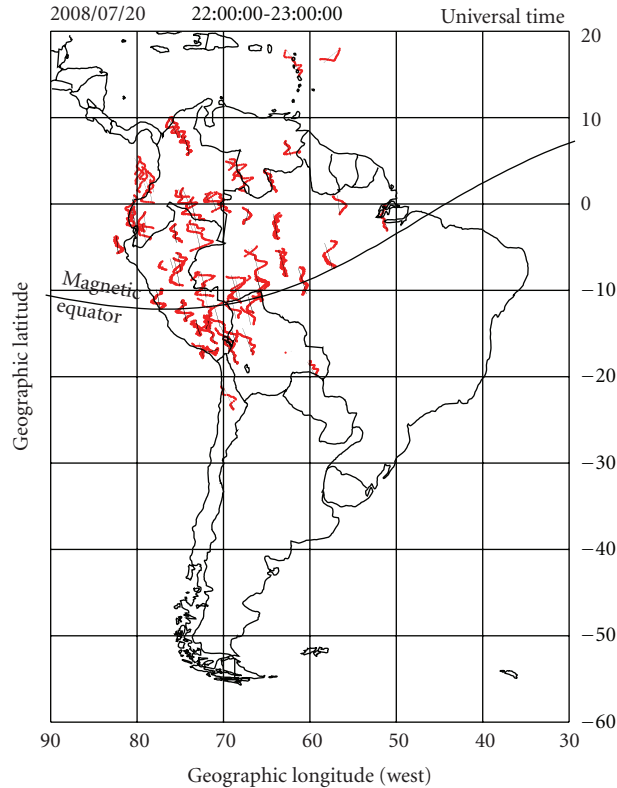 2008/07/20 22:00:00-23:00:00 Universal time
20
10
0
−10
−20
−30
−40
−50
−60
Magnetic
equator
Geographic latitude
90 80 70 60 50 40 30
Geographic longitude (west)